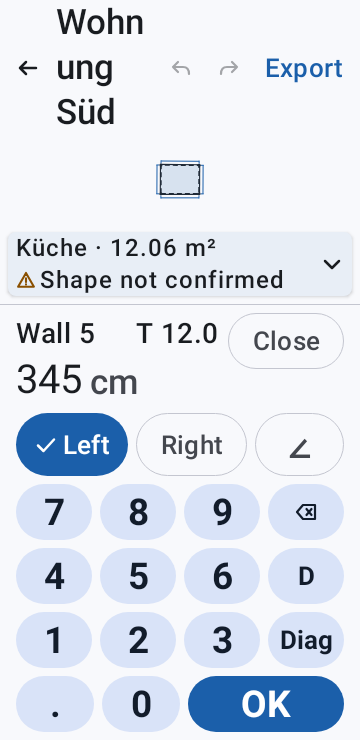 Wohn
ung
Süd
Export
Küche · 12.06 m²
Shape not confirmed
Wall 5 T 12.0 Close
345 cm
Left Right
7 8 9
4 5 6 D
1 2 3 Diag
. 0 OK